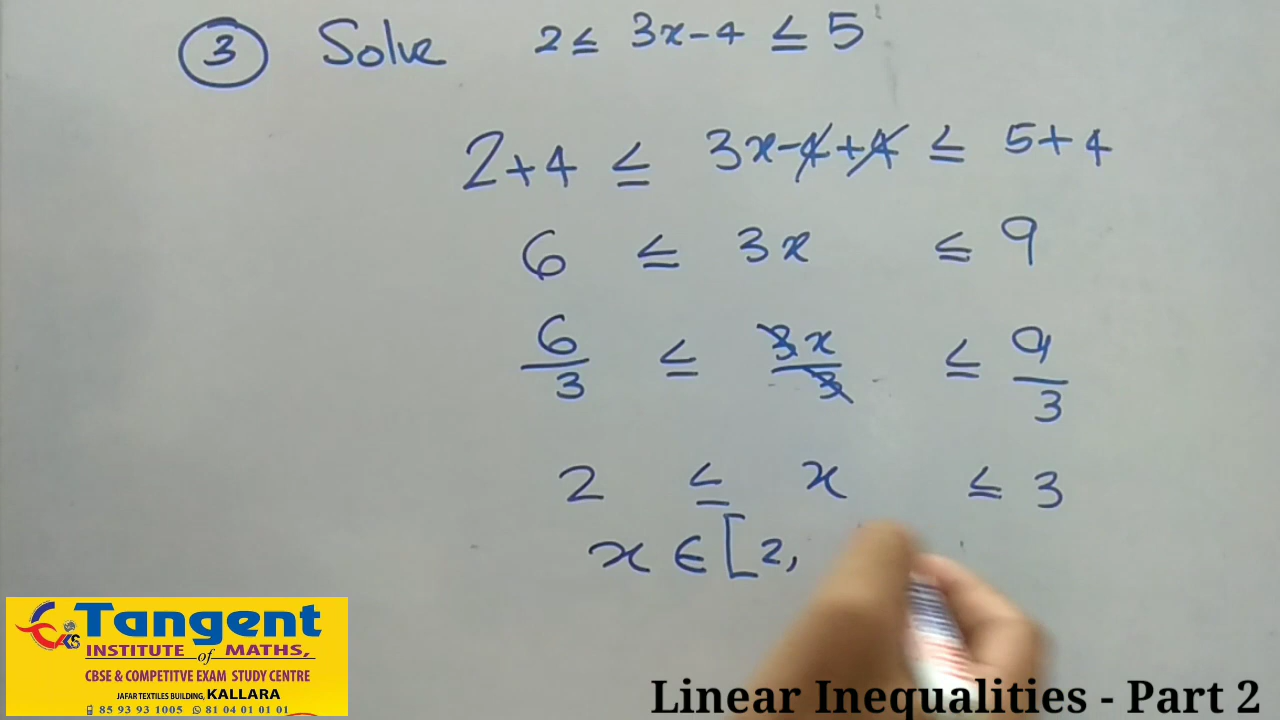 3 Solve 2 ≤ 3x-4 ≤ 5
2+4 ≤ 3x-4+4 ≤ 5+4
6 ≤ 3x ≤ 9
6/3 ≤ 3x/3 ≤ 9/3
2 ≤ x ≤ 3
x ∈ [2,
Tangent
KS
INSTITUTE of MATHS,
CBSE & COMPETITVE EXAM STUDY CENTRE
JAFAR TEXTILES BUILDING, KALLARA
85 93 93 1005 81 04 01 01 01
Linear Inequalities - Part 2